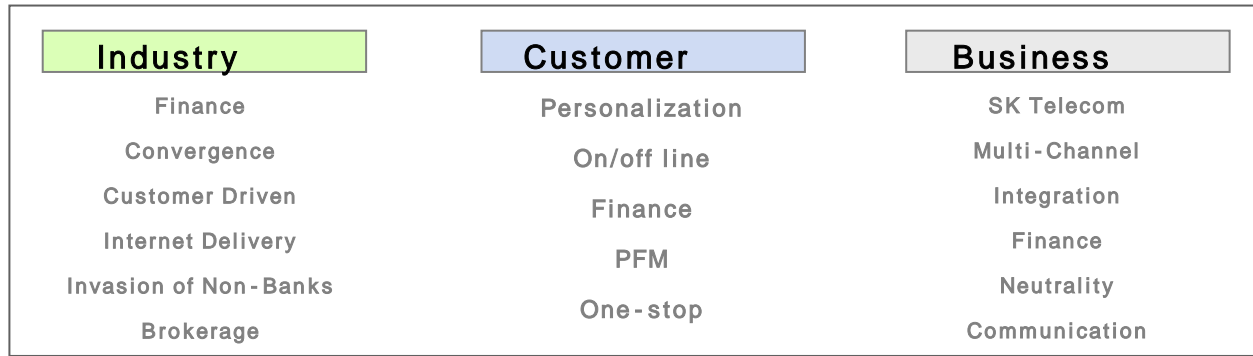 Industry
Finance
Convergence
Customer Driven
Internet Delivery
Invasion of Non-Banks
Brokerage
Customer
Personalization
On/off line
Finance
PFM
One-stop
Business
SK Telecom
Multi-Channel
Integration
Finance
Neutrality
Communication